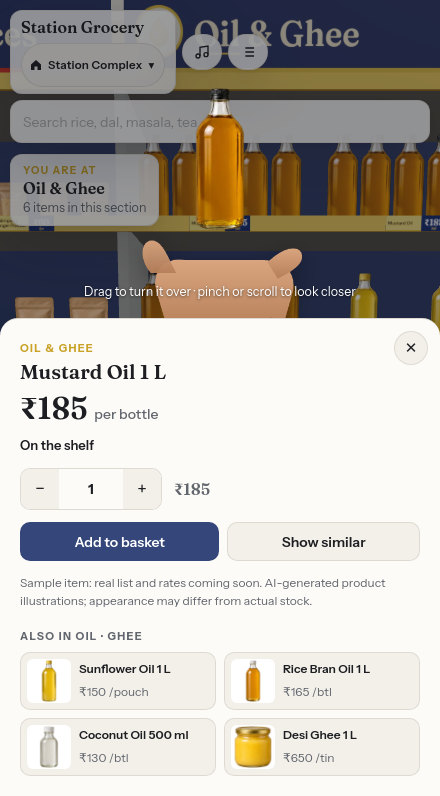 Station Grocery
Oil & Ghee
Station Complex ▾
Search rice, dal, masala, tea
YOU ARE AT
Oil & Ghee
6 items in this section
Drag to turn it over · pinch or scroll to look closer
OIL & GHEE
Mustard Oil 1 L
₹185 per bottle
On the shelf
− 1 + ₹185
Add to basket
Show similar
Sample item: real list and rates coming soon. AI-generated product
illustrations; appearance may differ from actual stock.
ALSO IN OIL · GHEE
Sunflower Oil 1 L
₹150 /pouch
Rice Bran Oil 1 L
₹165 /btl
Coconut Oil 500 ml
₹130 /btl
Desi Ghee 1 L
₹650 /tin